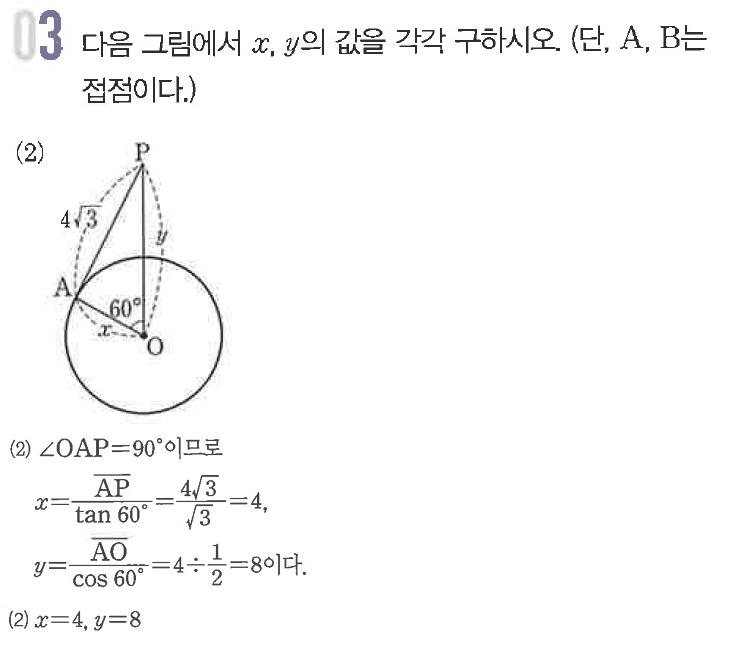 03 다음 그림에서 x, y의 값을 각각 구하시오. (단, A, B는
접점이다.)
(2)
P
4√3
y
A
60°
x
O
(2) ∠OAP=90°이므로
x=AP/tan 60°=4√3/√3=4,
y=AO/cos 60°=4÷1/2=8이다.
(2) x=4, y=8